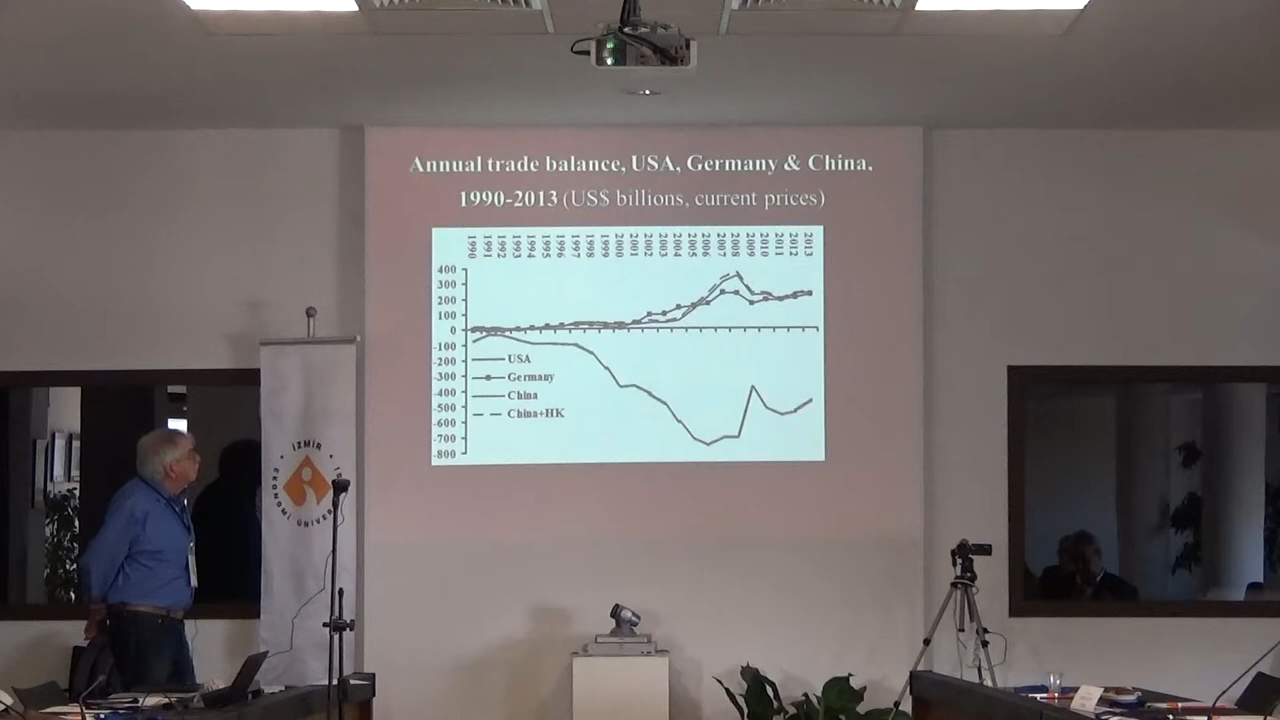 Annual trade balance, USA, Germany & China,
1990-2013 (US$ billions, current prices)
1990 1991 1992 1993 1994 1995 1996 1997 1998 1999 2000 2001 2002 2003 2004 2005 2006 2007 2008 2009 2010 2011 2012 2013
400
300
200
100
0
-100
-200
-300
-400
-500
-600
-700
-800
USA
Germany
China
China+HK
İZMİR
EKONOMİ ÜNİVER